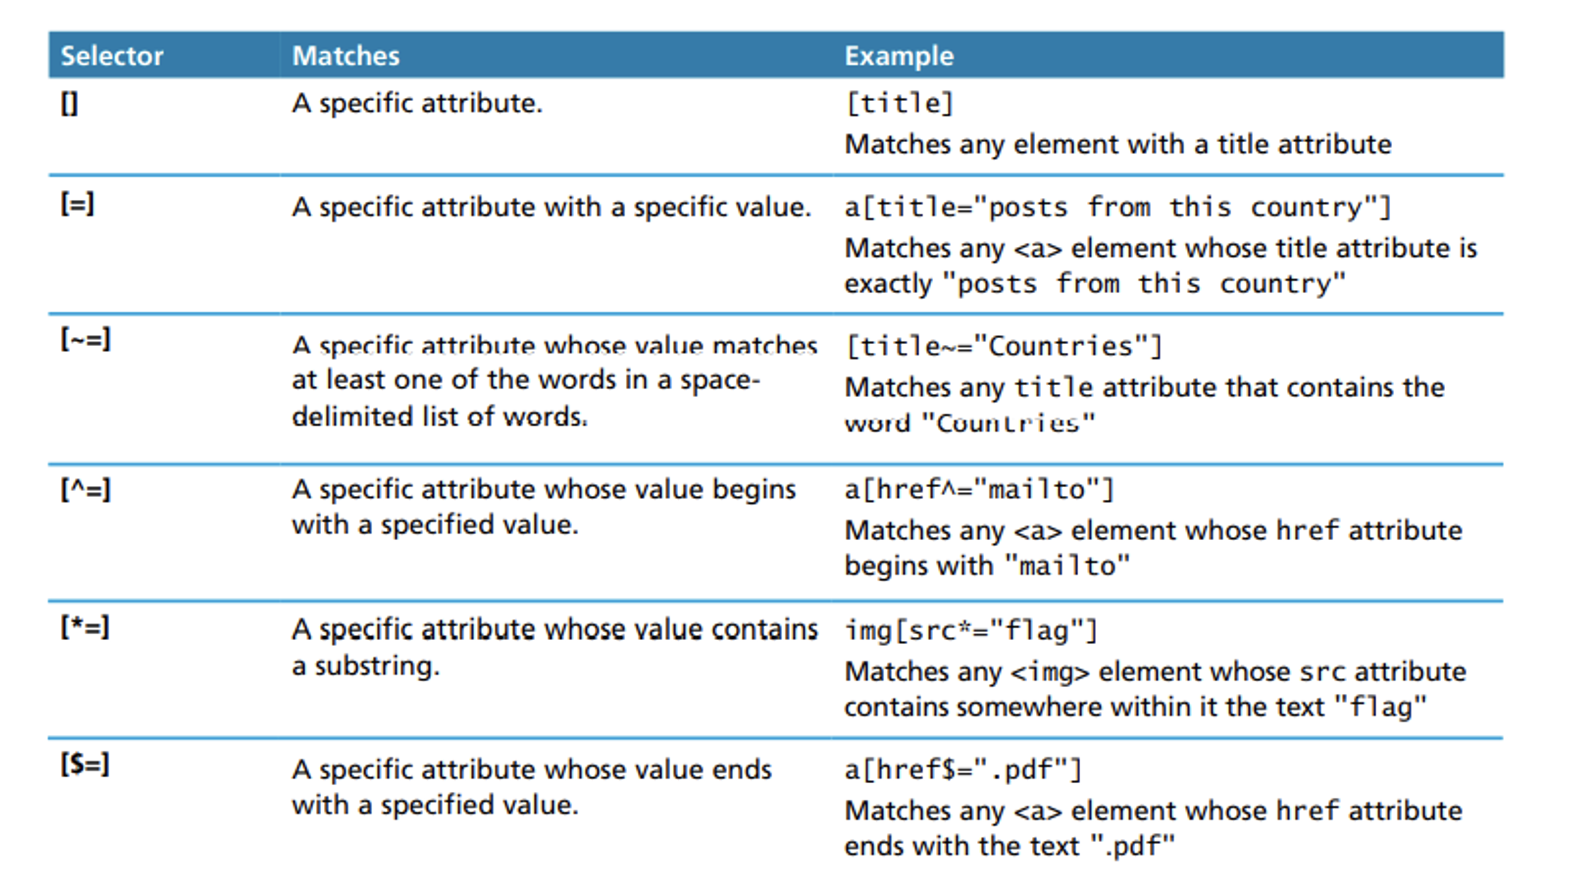 Selector Matches Example
[] A specific attribute. [title]
Matches any element with a title attribute
[=] A specific attribute with a specific value. a[title="posts from this country"]
Matches any <a> element whose title attribute is
exactly "posts from this country"
[~=] A specific attribute whose value matches [title~="Countries"]
at least one of the words in a space- Matches any title attribute that contains the
delimited list of words. word "Countries"
[^=] A specific attribute whose value begins a[href^="mailto"]
with a specified value. Matches any <a> element whose href attribute
begins with "mailto"
[*=] A specific attribute whose value contains img[src*="flag"]
a substring. Matches any <img> element whose src attribute
contains somewhere within it the text "flag"
[$=] A specific attribute whose value ends a[href$=".pdf"]
with a specified value. Matches any <a> element whose href attribute
ends with the text ".pdf"